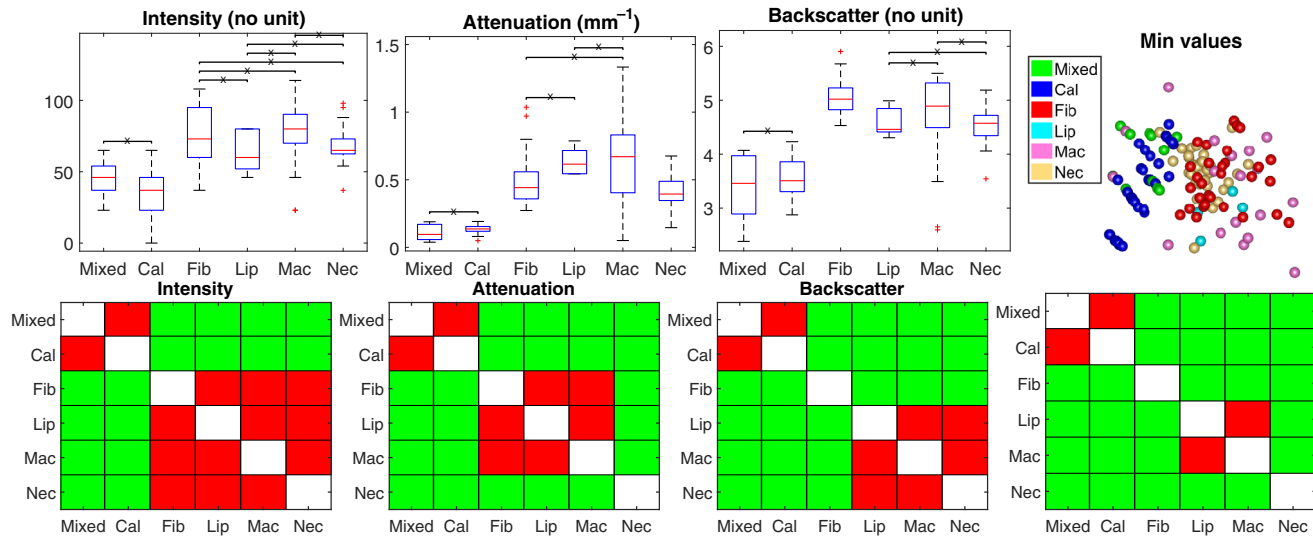 Intensity (no unit)
Attenuation (mm⁻¹)
Backscatter (no unit)
Min values
100
50
0
Mixed Cal Fib Lip Mac Nec
1.5
1
0.5
0
Mixed Cal Fib Lip Mac Nec
6
5
4
3
Mixed Cal Fib Lip Mac Nec
Mixed
Cal
Fib
Lip
Mac
Nec
Intensity
Mixed
Cal
Fib
Lip
Mac
Nec
Mixed Cal Fib Lip Mac Nec
Attenuation
Mixed
Cal
Fib
Lip
Mac
Nec
Mixed Cal Fib Lip Mac Nec
Backscatter
Mixed
Cal
Fib
Lip
Mac
Nec
Mixed Cal Fib Lip Mac Nec
Mixed
Cal
Fib
Lip
Mac
Nec
Mixed Cal Fib Lip Mac Nec